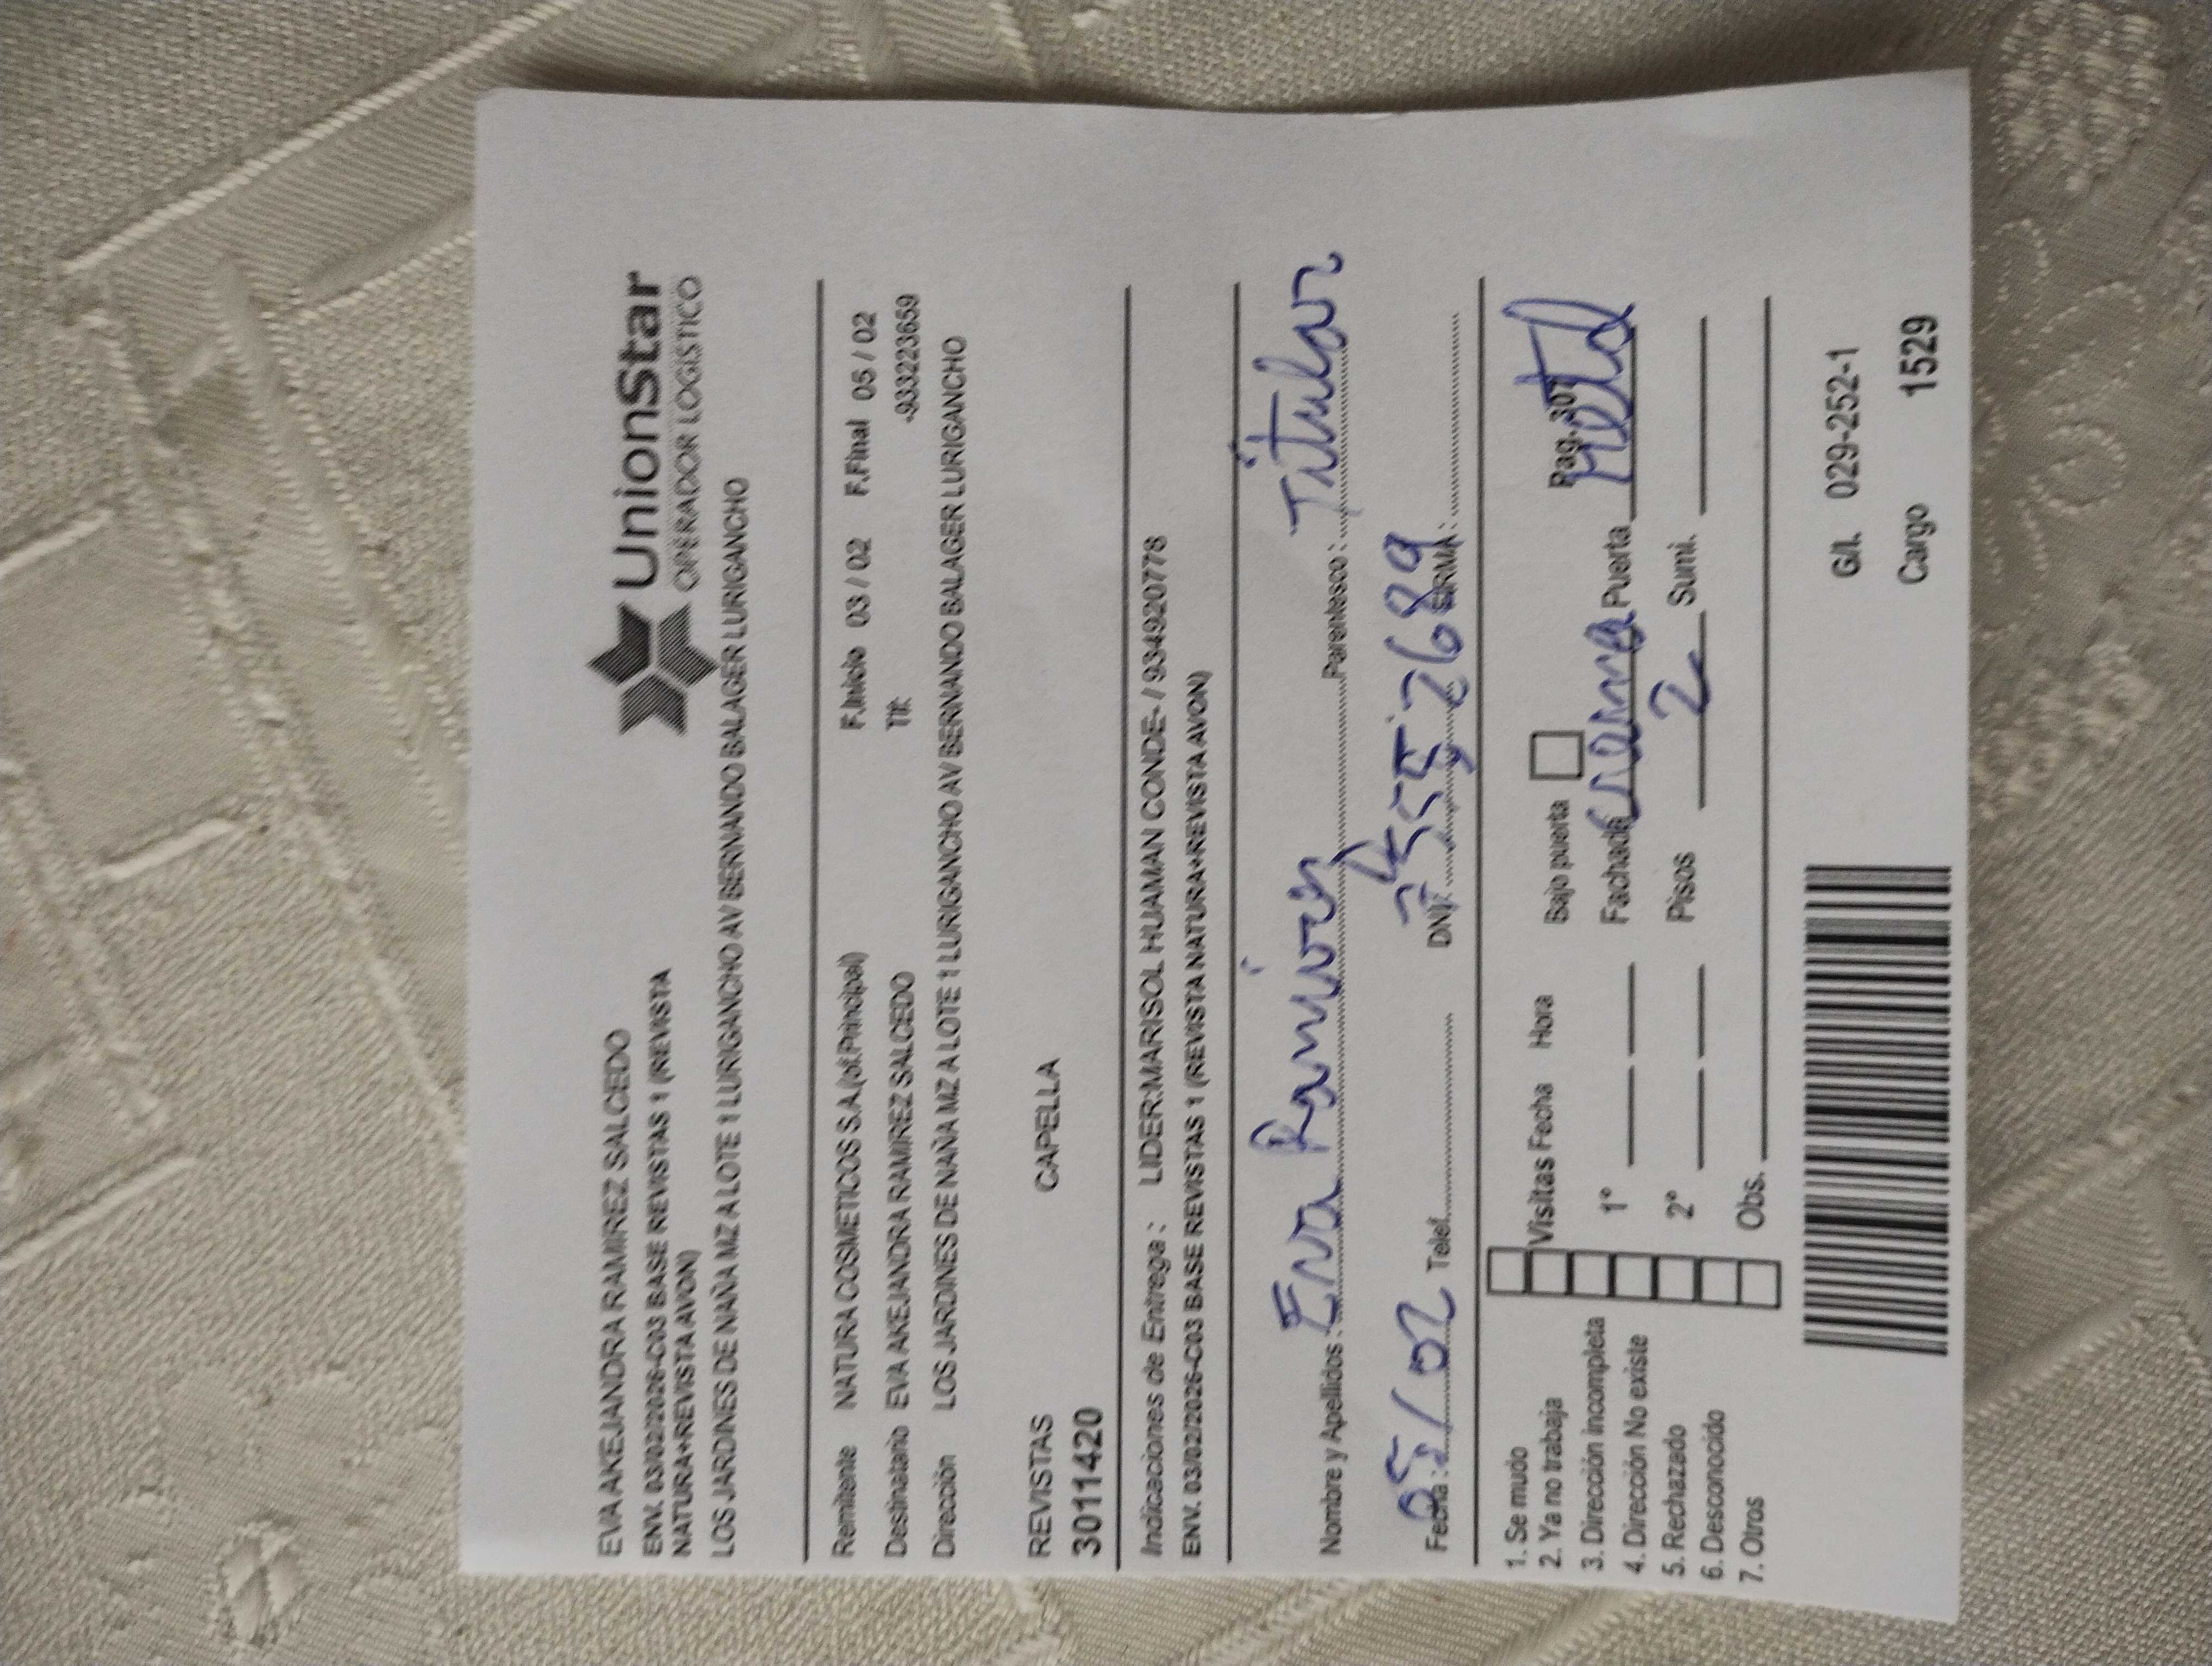 UnionStar
OPERADOR LOGÍSTICO
EVA AKEJANDRA RAMIREZ SALCEDO
ENV. 03/02/2026-C03 BASE REVISTAS 1 (REVISTA
NATURA+REVISTA AVON)
LOS JARDINES DE NAÑA MZ A LOTE 1 LURIGANCHO AV BERNANDO BALAGER LURIGANCHO
Remitente NATURA COSMETICOS S.A.(of.Principal) F.Inicio 03 / 02 F.Final 05 / 02
Destinatario EVA AKEJANDRA RAMIREZ SALCEDO Tlf: -933223659
Dirección LOS JARDINES DE NAÑA MZ A LOTE 1 LURIGANCHO AV BERNANDO BALAGER LURIGANCHO
REVISTAS CAPELLA
3011420
Indicaciones de Entrega : LIDER:MARISOL HUAMAN CONDE- / 934920778
ENV. 03/02/2026-C03 BASE REVISTAS 1 (REVISTA NATURA+REVISTA AVON)
Nombre y Apellidos : Eva Ramírez Parentesco : Titular
Fecha : 05/02 Telef. DNI: FIRMA :
1. Se mudo
2. Ya no trabaja Visitas Fecha Hora Bajo puerta Pag.-307
3. Dirección incompleta
4. Dirección No existe 1° Fachada crema Puerta Metal
5. Rechazado
6. Desconocido 2° Pisos 2 Sumi.
7. Otros Obs.
G/l. 029-252-1
Cargo 1529